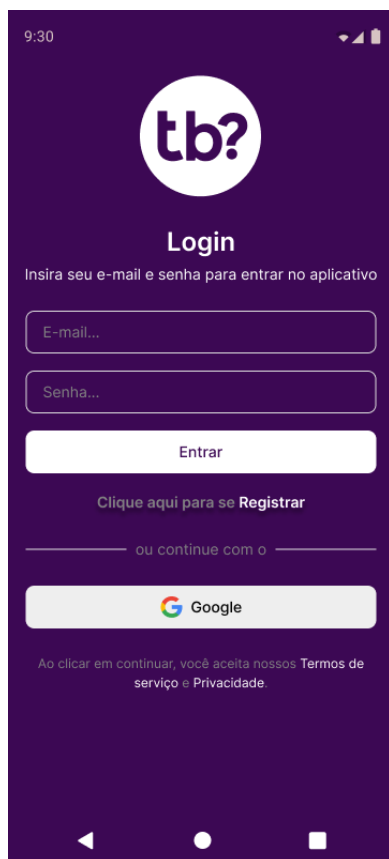 9:30
tb?
Login
Insira seu e-mail e senha para entrar no aplicativo
E-mail...
Senha...
Entrar
Clique aqui para se Registrar
ou continue com o
Google
Ao clicar em continuar, você aceita nossos Termos de
serviço e Privacidade.